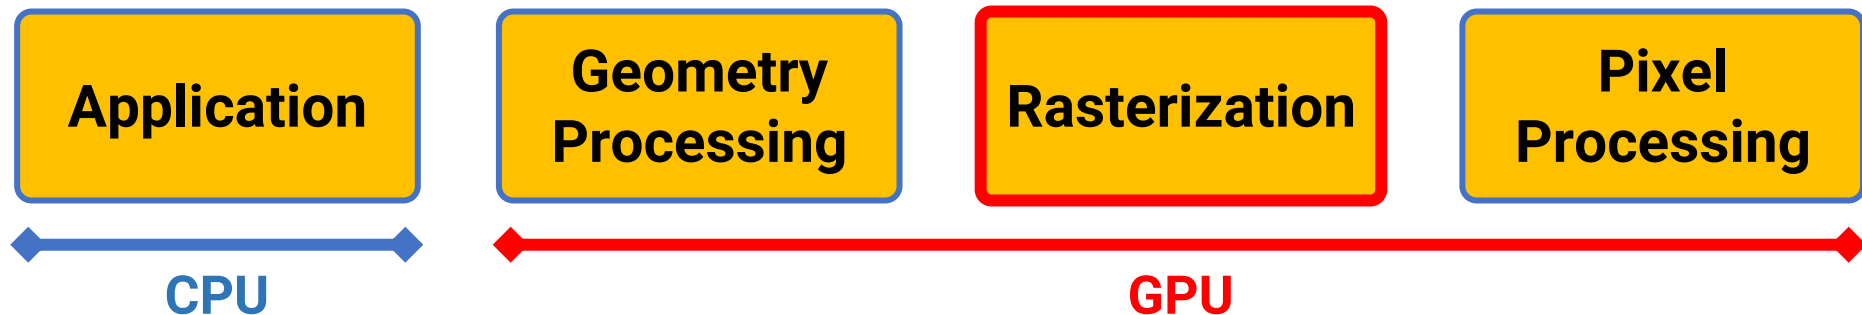 Application
Geometry
Processing
Rasterization
Pixel
Processing
CPU
GPU